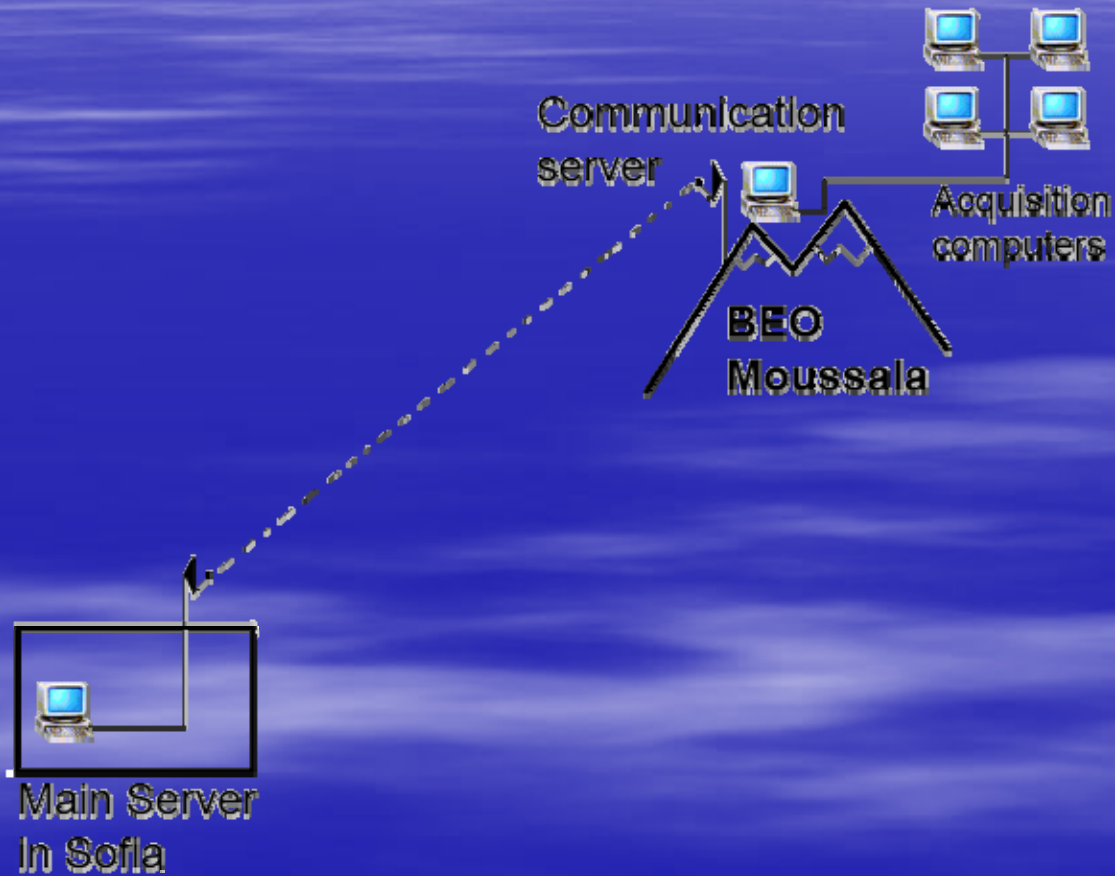 Communication
server
Acquisition
computers
BEO
Moussala
Main Server
in Sofia